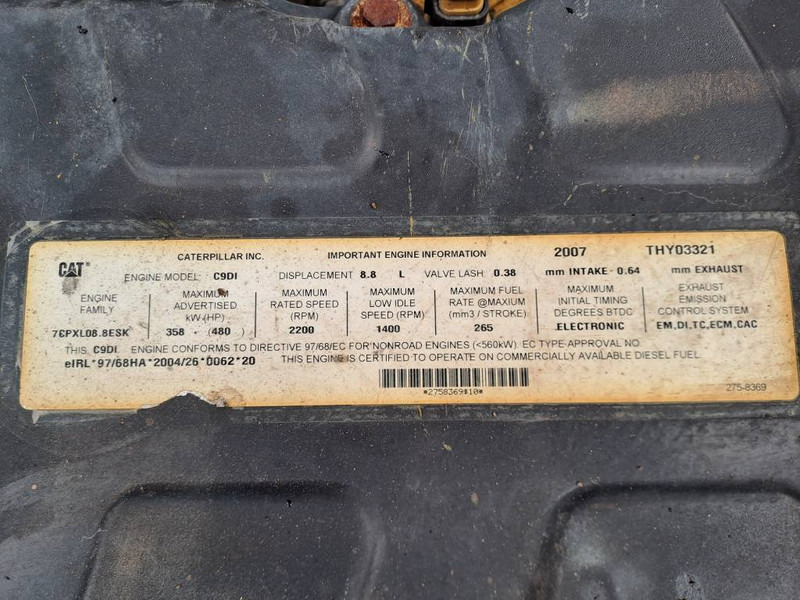 CAT CATERPILLAR INC. IMPORTANT ENGINE INFORMATION 2007 THY03321
ENGINE MODEL: C9DI DISPLACEMENT 8.8 L VALVE LASH 0.38 mm INTAKE - 0.64 mm EXHAUST
ENGINE FAMILY
7CPXL08.8ESK
MAXIMUM ADVERTISED
kW (HP)
358 - (480)
MAXIMUM
RATED SPEED
(RPM)
2200
MAXIMUM
LOW IDLE
SPEED (RPM)
1400
MAXIMUM FUEL
RATE @MAXIUM
(mm3 / STROKE)
265
MAXIMUM
INITIAL TIMING
DEGREES BTDC
ELECTRONIC
EXHAUST
EMISSION
CONTROL SYSTEM
EM,DI,TC,ECM,CAC
THIS C9DI ENGINE CONFORMS TO DIRECTIVE 97/68/EC FOR NONROAD ENGINES (<560kW) EC TYPE-APPROVAL NO
eIRL*97/68HA*2004/26*0062*20 THIS ENGINE IS CERTIFIED TO OPERATE ON COMMERCIALLY AVAILABLE DIESEL FUEL
*2758369#10*
275-8369